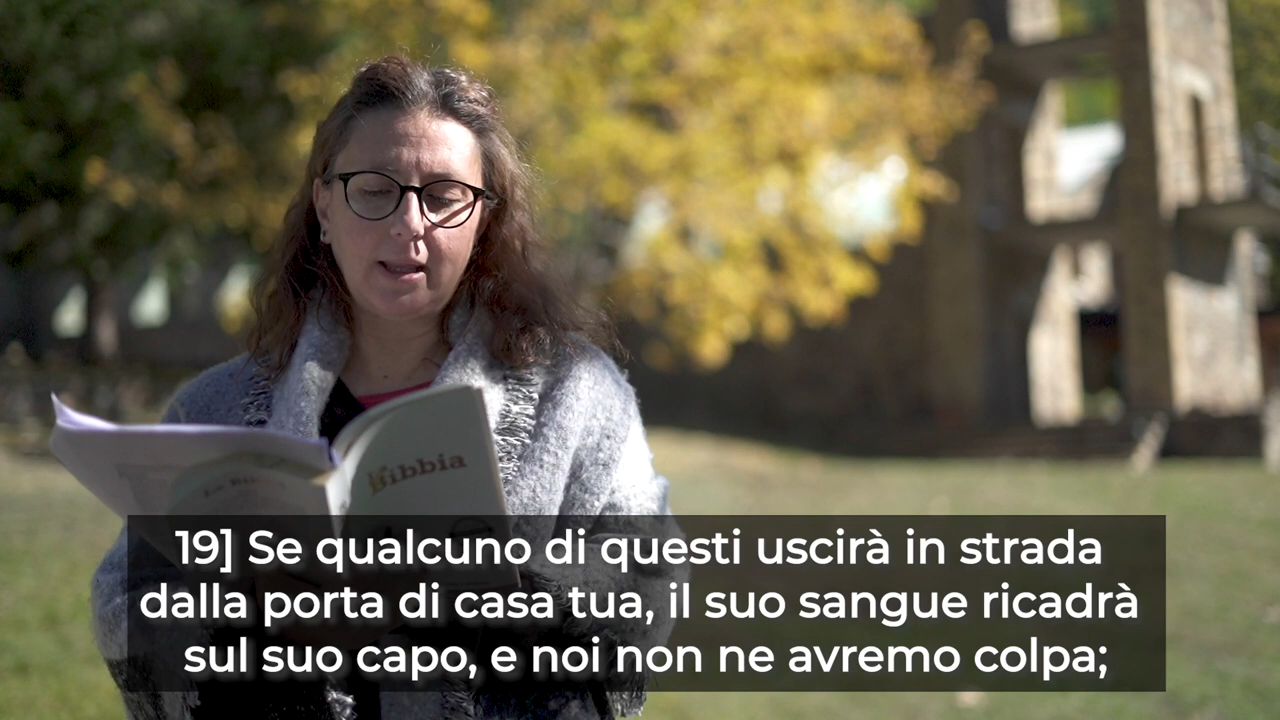 Bibbia
19] Se qualcuno di questi uscirà in strada
dalla porta di casa tua, il suo sangue ricadrà
sul suo capo, e noi non ne avremo colpa;